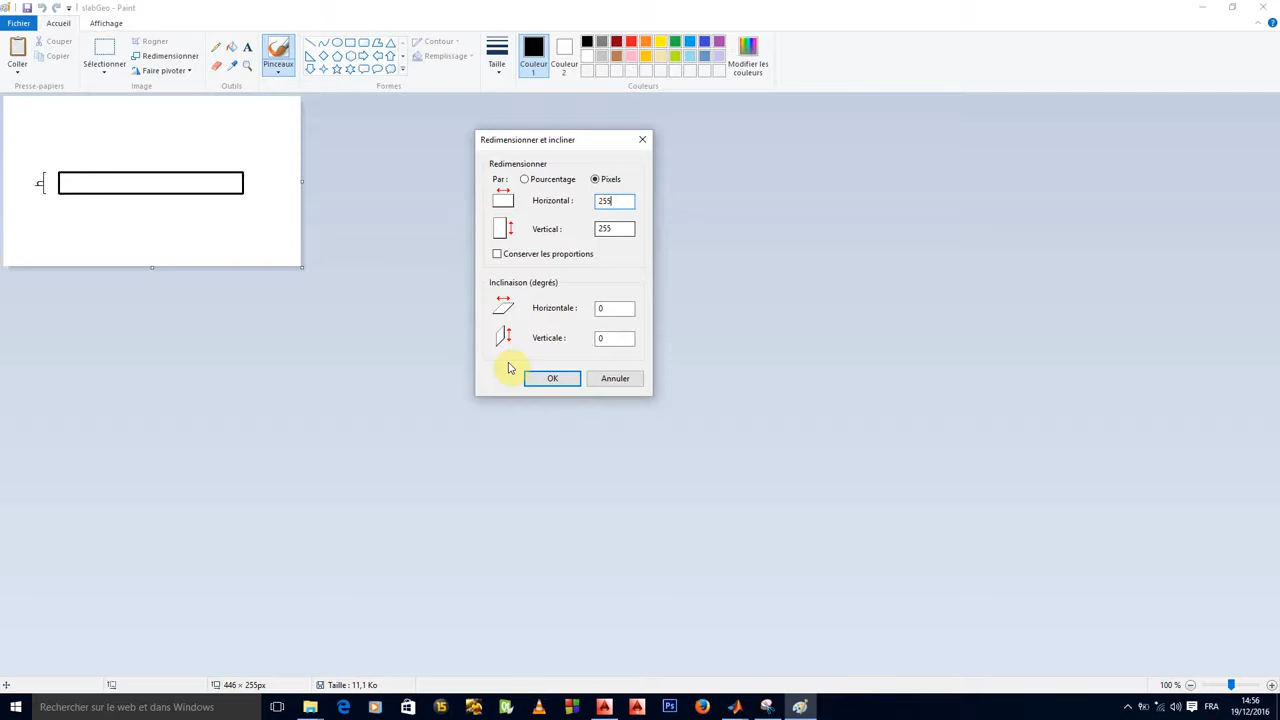 slabGeo - Paint
Fichier Accueil Affichage
Coller
Couper
Copier
Presse-papiers
Sélectionner
Rogner
Redimensionner
Faire pivoter
Image
Outils
Pinceaux
Contour
Remplissage
Formes
Taille
Couleur 1
Couleur 2
Modifier les couleurs
Couleurs
h
Redimensionner et incliner
Redimensionner
Par : Pourcentage Pixels
Horizontal : 255
Vertical : 255
Conserver les proportions
Inclinaison (degrés)
Horizontale : 0
Verticale : 0
OK Annuler
446 × 255px
Taille : 11,1 Ko
100 %
Rechercher sur le web et dans Windows
FRA
14:56
19/12/2016